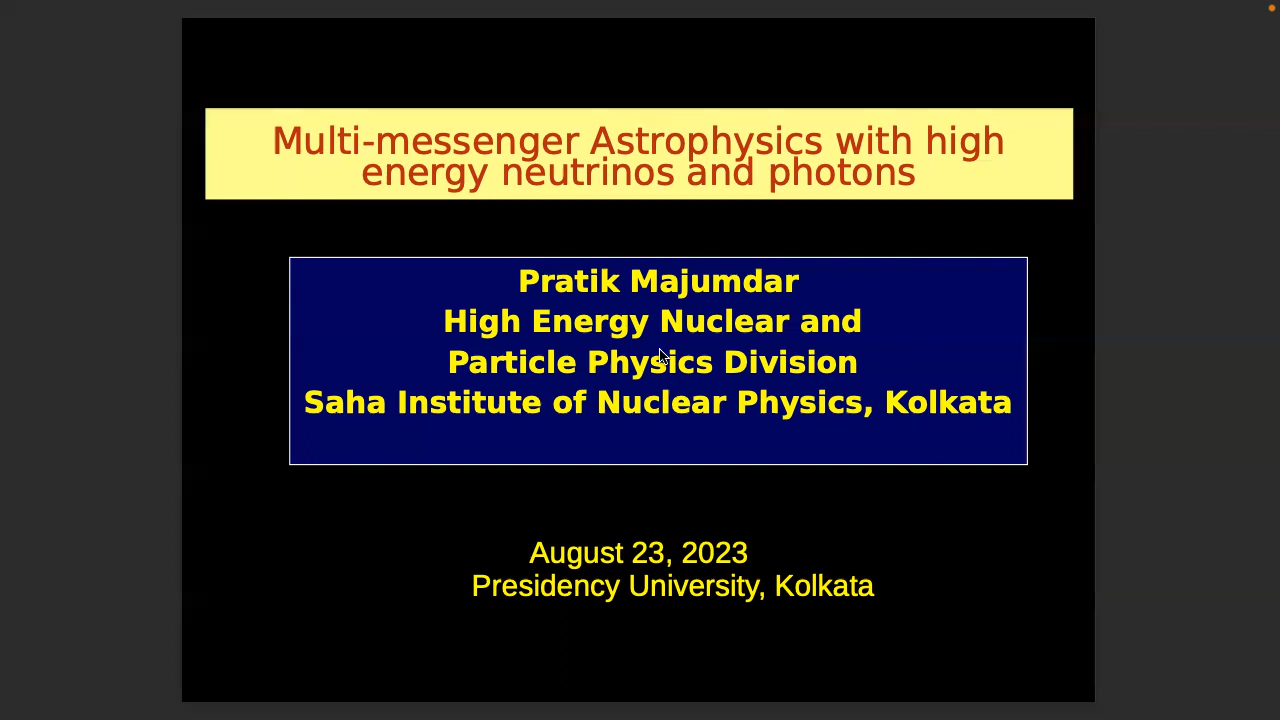 Multi-messenger Astrophysics with high
energy neutrinos and photons
Pratik Majumdar
High Energy Nuclear and
Particle Physics Division
Saha Institute of Nuclear Physics, Kolkata
August 23, 2023
Presidency University, Kolkata